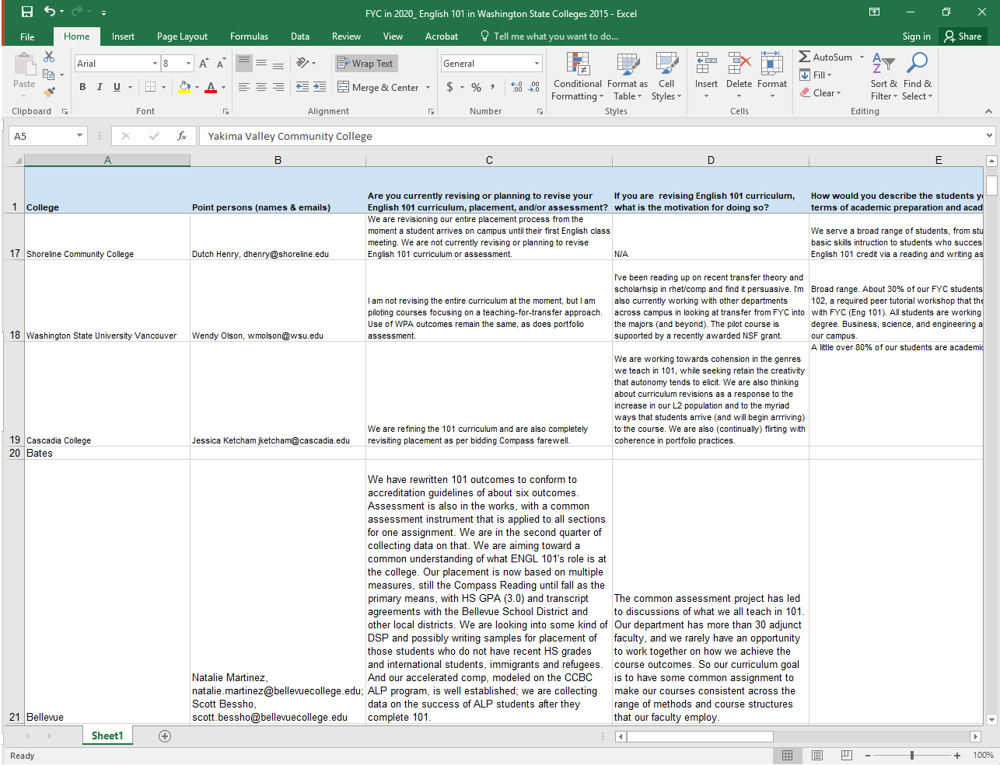 FYC in 2020_ English 101 in Washington State Colleges 2015 - Excel
File Home Insert Page Layout Formulas Data Review View Acrobat Tell me what you want to do... Sign in Share
Paste
Arial 8
B I U
Wrap Text
Merge & Center
General
$ % ,
Conditional
Formatting
Format as
Table
Cell
Styles
Insert Delete Format
AutoSum
Fill
Clear
Sort &
Filter
Find &
Select
Clipboard Font Alignment Number Styles Cells Editing
A5 fx Yakima Valley Community College
A B C D E
1
College
Point persons (names & emails)
Are you currently revising or planning to revise your
English 101 curriculum, placement, and/or assessment?
If you are revising English 101 curriculum,
what is the motivation for doing so?
How would you describe the students y
terms of academic preparation and acad
17
Shoreline Community College
Dutch Henry, dhenry@shoreline.edu
We are revisioning our entire placement process from the
moment a student arrives on campus until their first English class
meeting. We are not currently revising or planning to revise
English 101 curriculum or assessment.
N/A
We serve a broad range of students, from stu
basic skills intruction to students who succes
English 101 credit via a reading and writing as
18
Washington State University Vancouver
Wendy Olson, wmolson@wsu.edu
I am not revising the entire curriculum at the moment, but I am
piloting courses focusing on a teaching-for-transfer approach.
Use of WPA outcomes remain the same, as does portfolio
assessment.
I've been reading up on recent transfer theory and
scholarhsip in rhet/comp and find it persuasive. I'm
also currently working with other departments
across campus in looking at transfer from FYC into
the majors (and beyond). The pilot course is
supoorted by a recently awarded NSF grant.
Broad range. About 30% of our FYC students
102, a required peer tutorial workshop that the
with FYC (Eng 101). All students are working
degree. Business, science, and engineering a
our campus.
19
Cascadia College
Jessica Ketcham jketcham@cascadia.edu
We are refining the 101 curriculum and are also completely
revisiting placement as per bidding Compass farewell.
We are working towards cohension in the genres
we teach in 101, while seeking retain the creativity
that autonomy tends to elicit. We are also thinking
about curriculum revisions as a response to the
increase in our L2 population and to the myriad
ways that students arrive (and will begin arrriving)
to the course. We are also (continually) flirting with
coherence in portfolio practices.
A little over 80% of our students are academic
20
Bates
21
Bellevue
Natalie Martinez,
natalie.martinez@bellevuecollege.edu;
Scott Bessho,
scott.bessho@bellevuecollege.edu
We have rewritten 101 outcomes to conform to
accreditation guidelines of about six outcomes.
Assessment is also in the works, with a common
assessment instrument that is applied to all sections
for one assignment. We are in the second quarter of
collecting data on that. We are aiming toward a
common understanding of what ENGL 101's role is at
the college. Our placement is now based on multiple
measures, still the Compass Reading until fall as the
primary means, with HS GPA (3.0) and transcript
agreements with the Bellevue School District and
other local districts. We are looking into some kind of
DSP and possibly writing samples for placement of
those students who do not have recent HS grades
and international students, immigrants and refugees.
And our accelerated comp, modeled on the CCBC
ALP program, is well established; we are collecting
data on the success of ALP students after they
complete 101.
The common assessment project has led
to discussions of what we all teach in 101.
Our department has more than 30 adjunct
faculty, and we rarely have an opportunity
to work together on how we achieve the
course outcomes. So our curriculum goal
is to have some common assignment to
make our courses consistent across the
range of methods and course structures
that our faculty employ.
Sheet1
Ready
100%